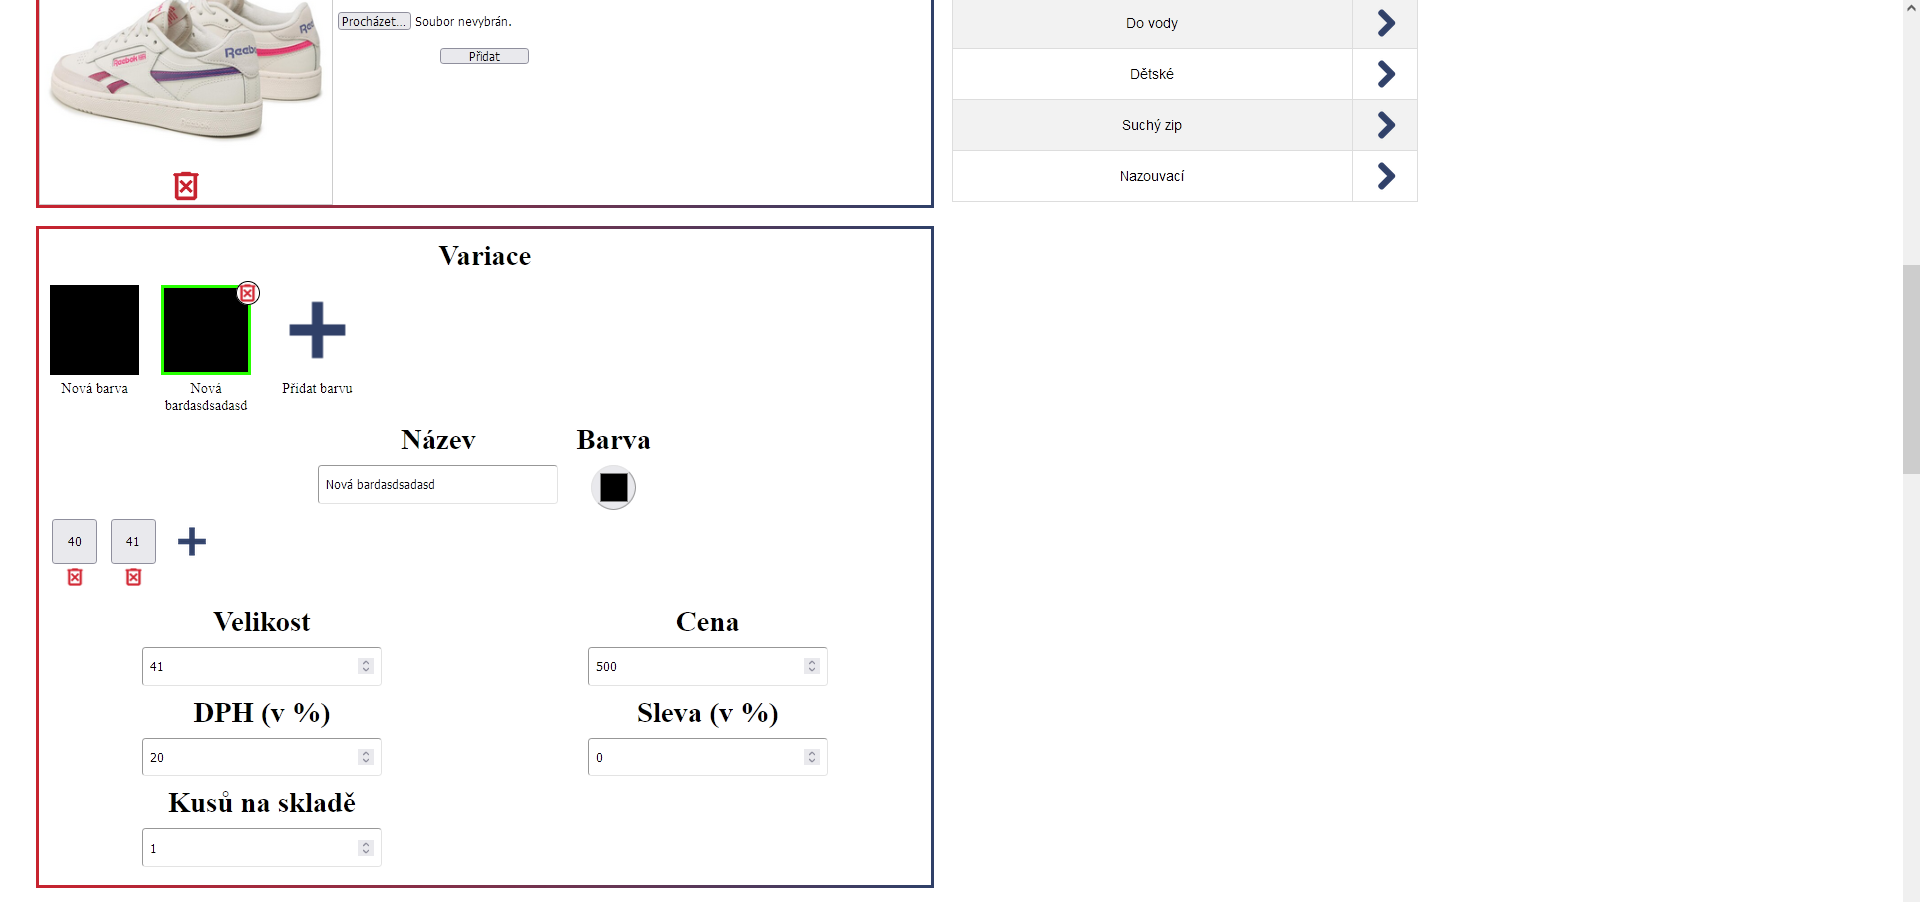 Procházet... Soubor nevybrán.
Přidat
Reebok
Reebok
Do vody
Dětské
Suchý zip
Nazouvací
Variace
Nová barva
Nová
bardasdsadasd
Přidat barvu
Název
Barva
Nová bardasdsadasd
40
41
Velikost
Cena
41
500
DPH (v %)
Sleva (v %)
20
0
Kusů na skladě
1